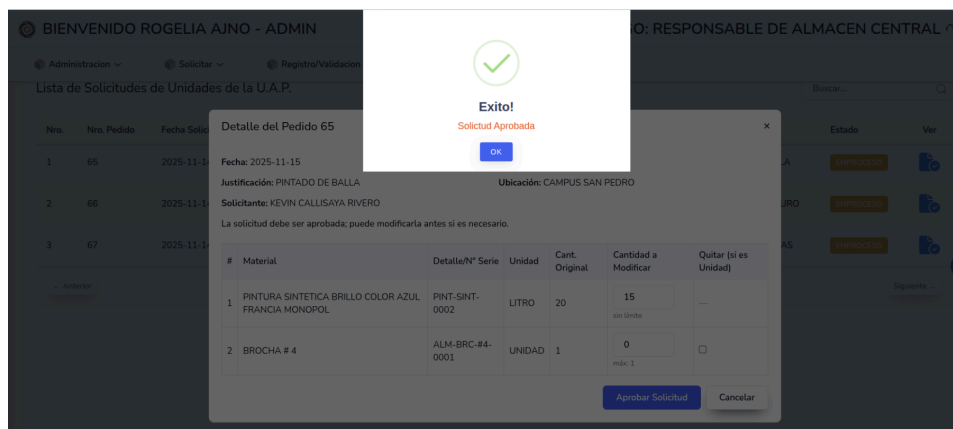 BIENVENIDO ROGELIA AJNO - ADMIN
GO: RESPONSABLE DE ALMACEN CENTRAL
Administracion
Solicitar
Registro/Validacion
Lista de Solicitudes de Unidades de la U.A.P.
Buscar...
Exito!
Solictud Aprobada
OK
Nro. Nro. Pedido Fecha Solici Estado Ver
1 65 2025-11-1 LA ENPROCESO
2 66 2025-11-1 URO ENPROCESO
3 67 2025-11-1 AS ENPROCESO
← Anterior
Siguiente →
Detalle del Pedido 65 ×
Fecha: 2025-11-15
Justificación: PINTADO DE BALLA Ubicación: CAMPUS SAN PEDRO
Solicitante: KEVIN CALLISAYA RIVERO
La solicitud debe ser aprobada; puede modificarla antes si es necesario.
# Material Detalle/N° Serie Unidad Cant. Original Cantidad a Modificar Quitar (si es Unidad)
1 PINTURA SINTETICA BRILLO COLOR AZUL FRANCIA MONOPOL PINT-SINT-0002 LITRO 20 15 —
sin límite
2 BROCHA # 4 ALM-BRC-#4-0001 UNIDAD 1 0
máx: 1
Aprobar Solicitud Cancelar